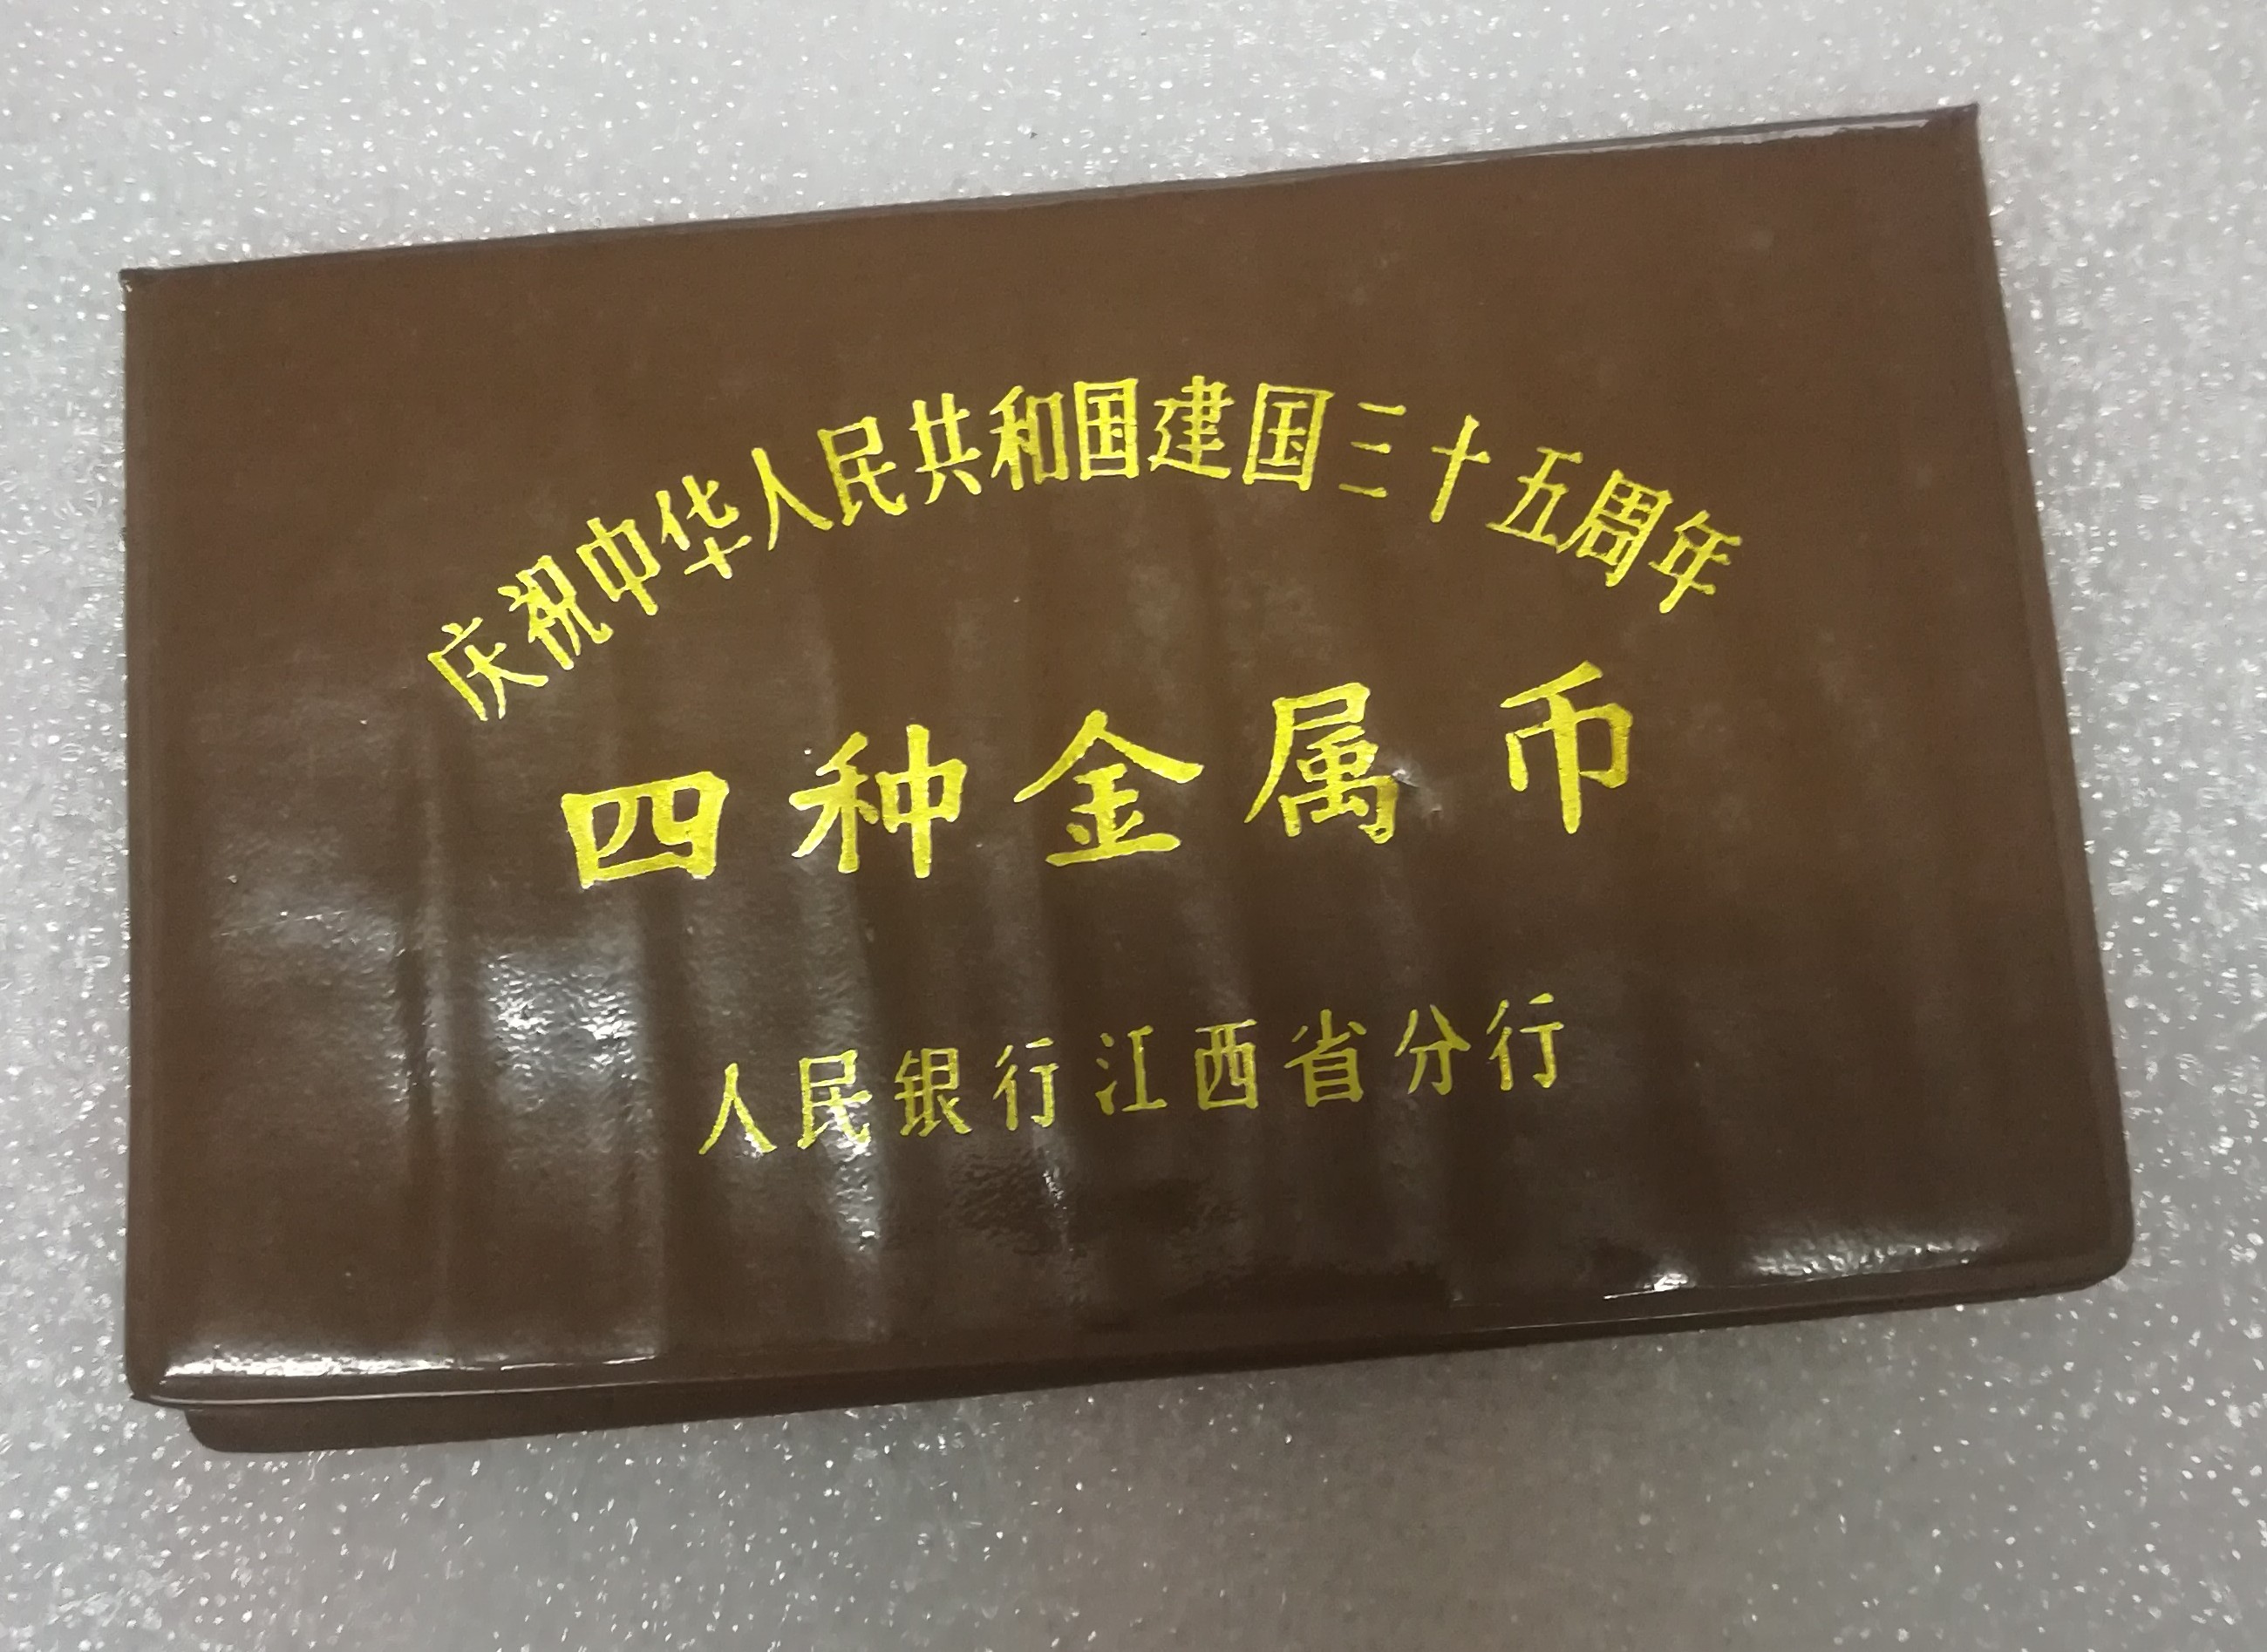 庆祝中华人民共和国建国三十五周年
四种金属币
人民银行江西省分行